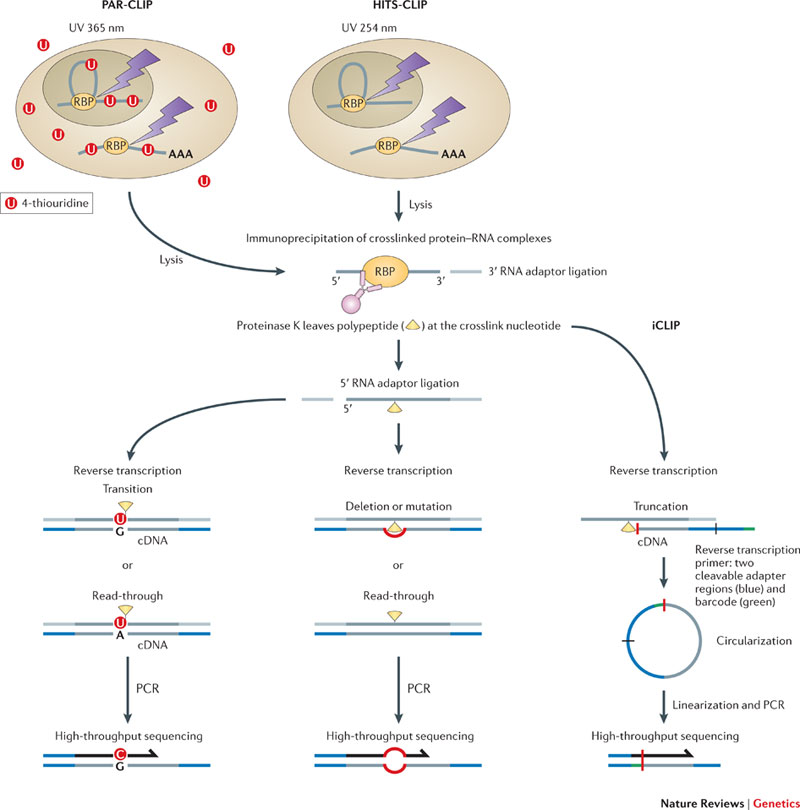 PAR-CLIP
UV 365 nm
U
U
U
U
RBP
U
U
U
U
U
RBP
U
AAA
U
U
U
U 4-thiouridine
HITS-CLIP
UV 254 nm
RBP
RBP
AAA
Lysis
Lysis
Immunoprecipitation of crosslinked protein–RNA complexes
RBP
5′
3′
3′ RNA adaptor ligation
Proteinase K leaves polypeptide ( ) at the crosslink nucleotide
iCLIP
5′ RNA adaptor ligation
5′
Reverse transcription
Transition
U
G
cDNA
or
Read-through
U
A
cDNA
PCR
High-throughput sequencing
C
G
Reverse transcription
Deletion or mutation
or
Read-through
PCR
High-throughput sequencing
Reverse transcription
Truncation
cDNA
Reverse transcription
primer: two
cleavable adapter
regions (blue) and
barcode (green)
Circularization
Linearization and PCR
High-throughput sequencing
Nature Reviews | Genetics